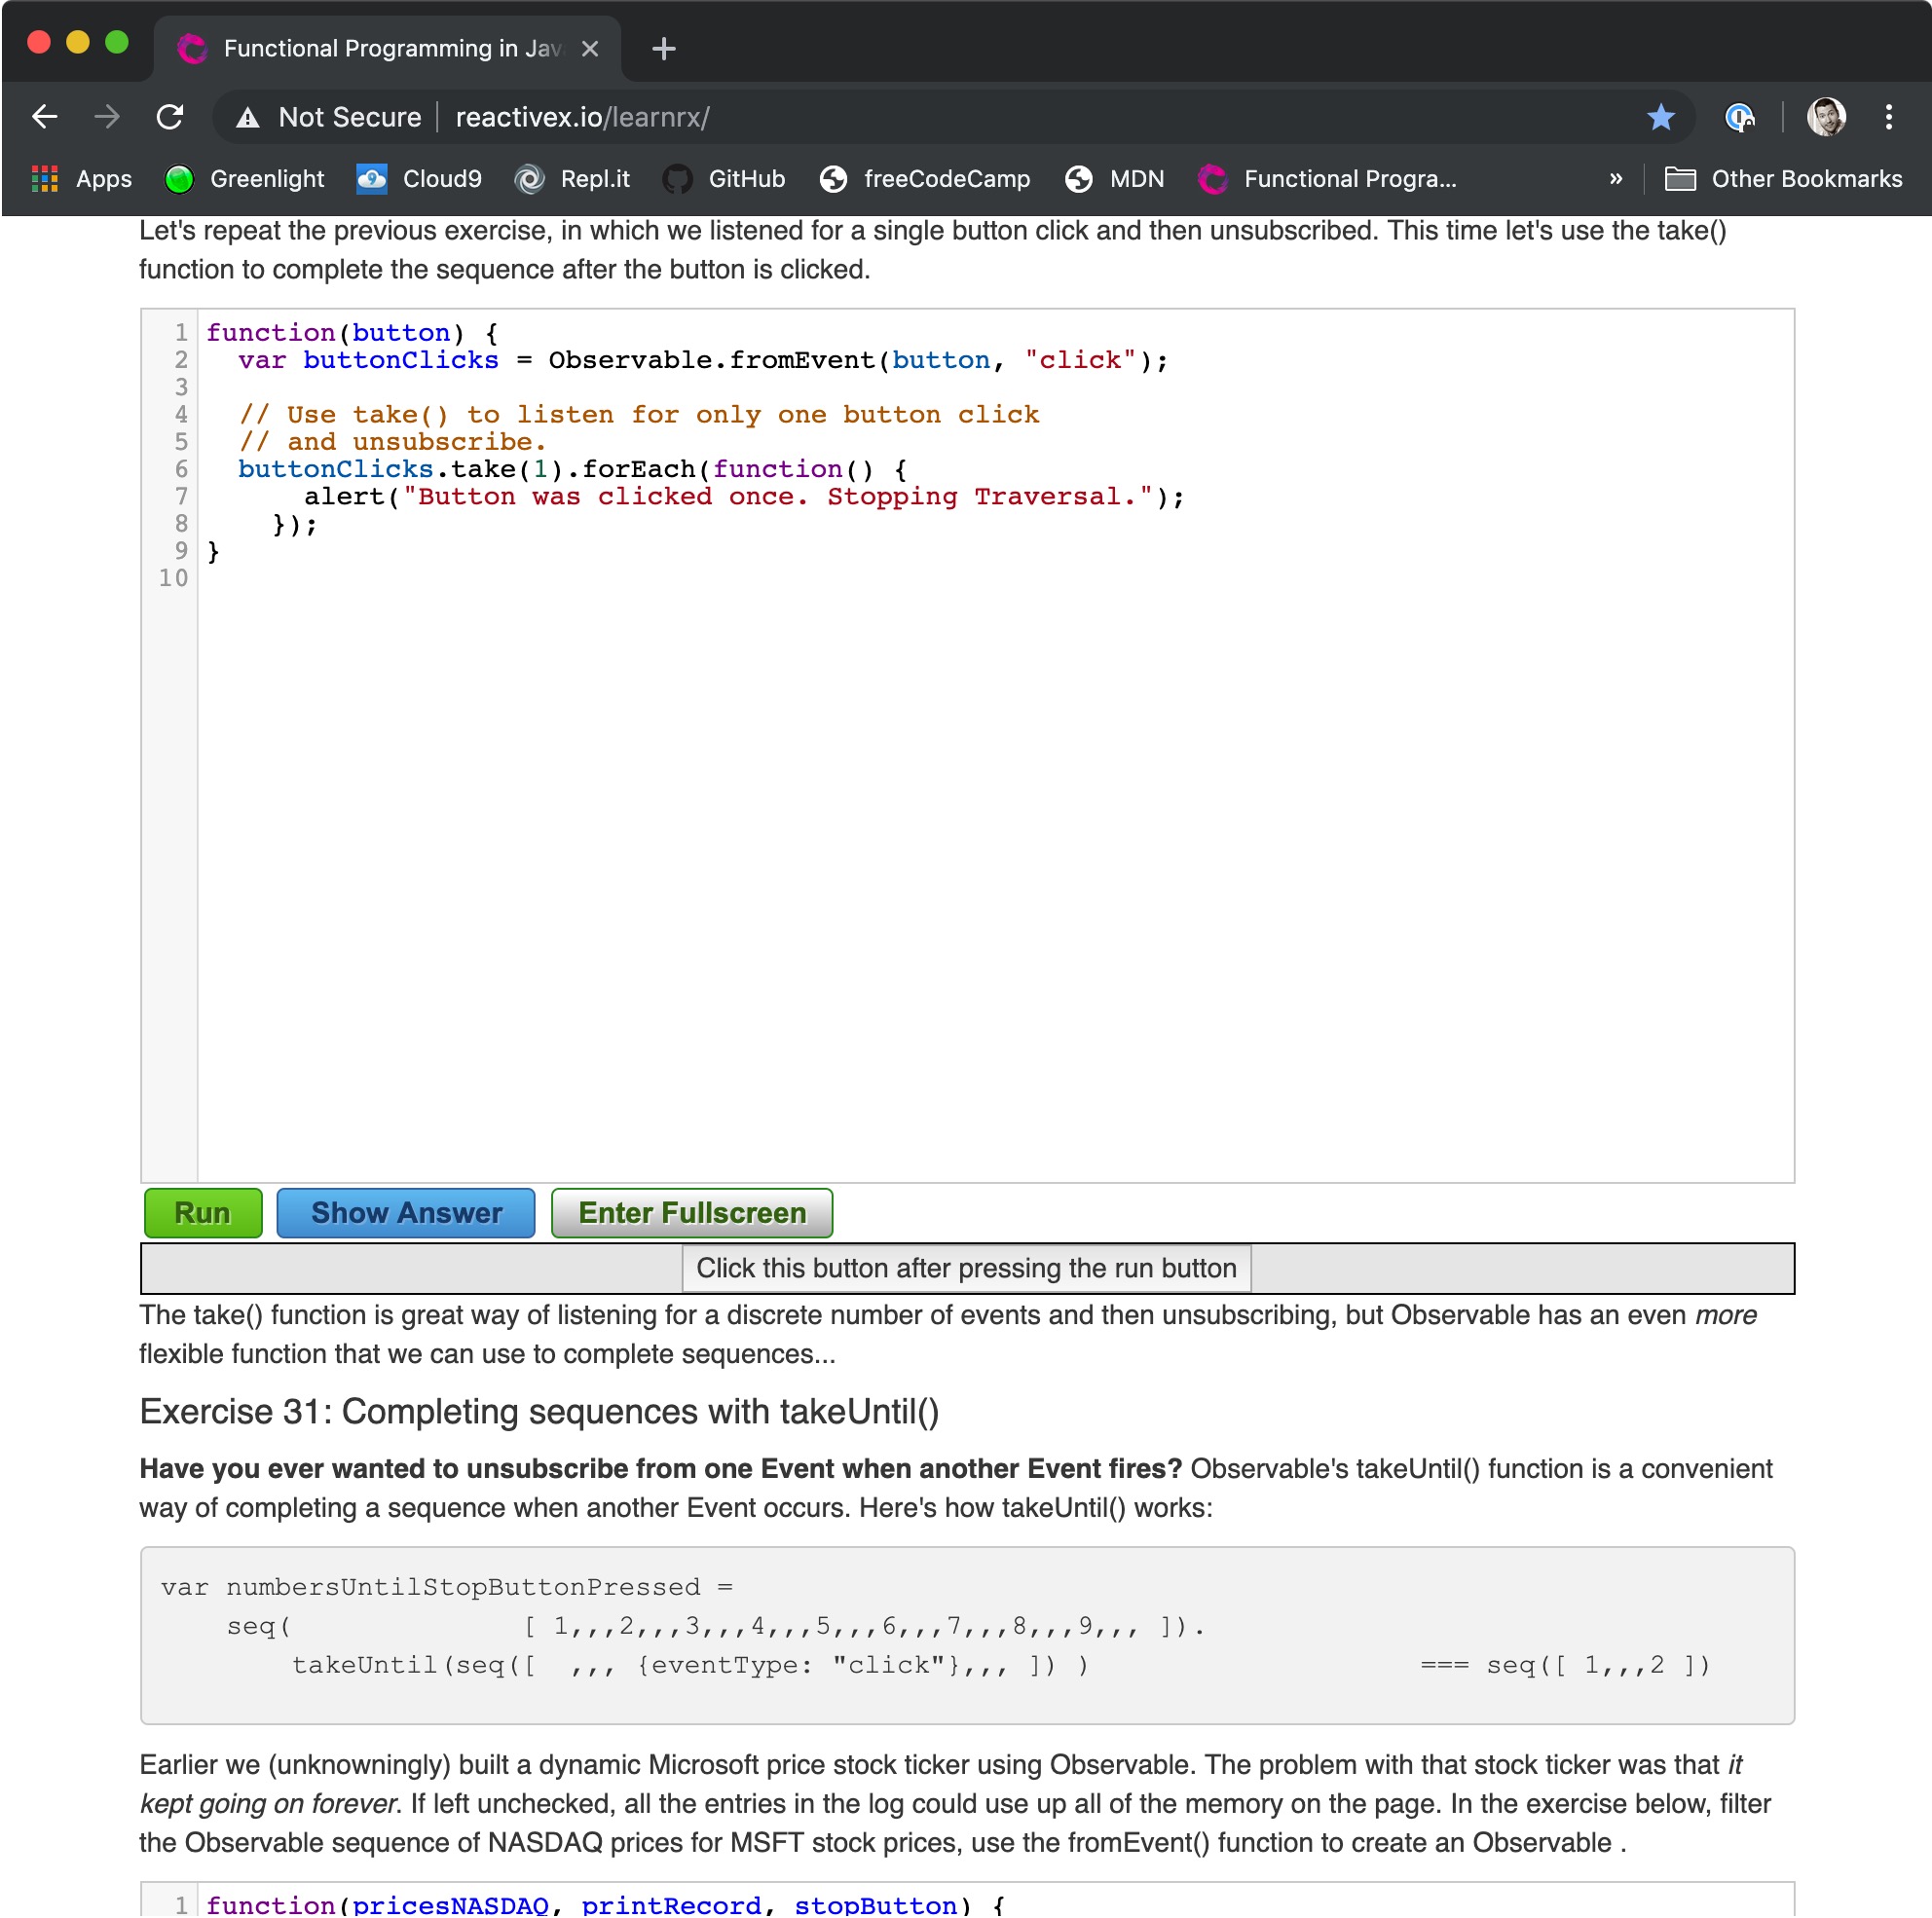 Functional Programming in Jav
Not Secure reactivex.io/learnrx/
Apps Greenlight Cloud9 Repl.it GitHub freeCodeCamp MDN Functional Progra... » Other Bookmarks
Let's repeat the previous exercise, in which we listened for a single button click and then unsubscribed. This time let's use the take()
function to complete the sequence after the button is clicked.
1 function(button) {
2   var buttonClicks = Observable.fromEvent(button, "click");
3
4   // Use take() to listen for only one button click
5   // and unsubscribe.
6   buttonClicks.take(1).forEach(function() {
7       alert("Button was clicked once. Stopping Traversal.");
8     });
9 }
10
Run Show Answer Enter Fullscreen
Click this button after pressing the run button
The take() function is great way of listening for a discrete number of events and then unsubscribing, but Observable has an even more
flexible function that we can use to complete sequences...
Exercise 31: Completing sequences with takeUntil()
Have you ever wanted to unsubscribe from one Event when another Event fires? Observable's takeUntil() function is a convenient
way of completing a sequence when another Event occurs. Here's how takeUntil() works:
var numbersUntilStopButtonPressed =
    seq(              [ 1,,,2,,,3,,,4,,,5,,,6,,,7,,,8,,,9,,, ]).
        takeUntil(seq([  ,,, {eventType: "click"},,, ]) )                    === seq([ 1,,,2 ])
Earlier we (unknowningly) built a dynamic Microsoft price stock ticker using Observable. The problem with that stock ticker was that it
kept going on forever. If left unchecked, all the entries in the log could use up all of the memory on the page. In the exercise below, filter
the Observable sequence of NASDAQ prices for MSFT stock prices, use the fromEvent() function to create an Observable .
1 function(pricesNASDAQ, printRecord, stopButton) {